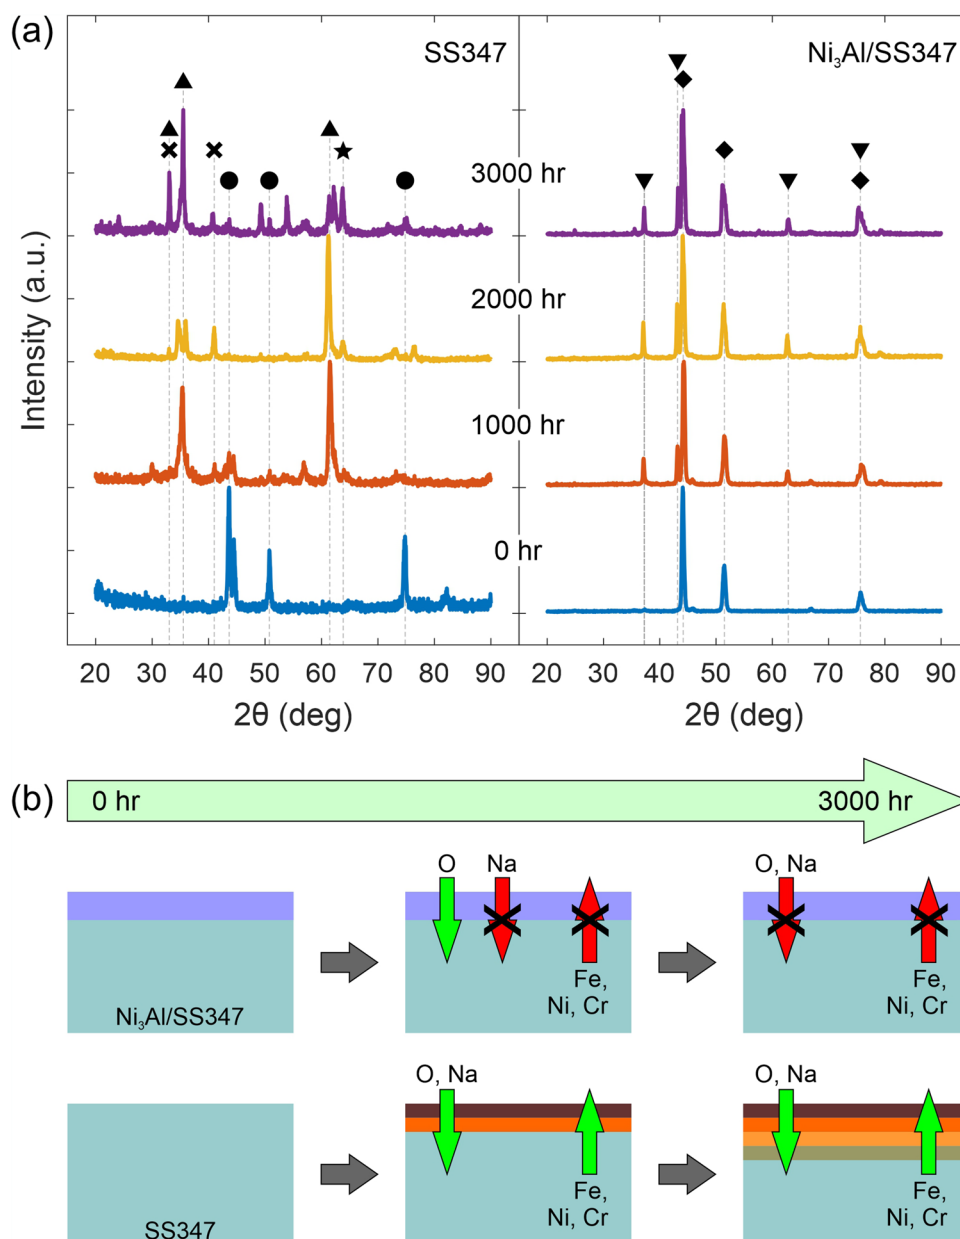 (a)
SS347
Ni₃Al/SS347
3000 hr
2000 hr
1000 hr
0 hr
Intensity (a.u.)
20 30 40 50 60 70 80 90
20 30 40 50 60 70 80 90
2θ (deg)
2θ (deg)
(b)
0 hr
3000 hr
O
Na
O, Na
Fe,
Ni, Cr
Fe,
Ni, Cr
Ni₃Al/SS347
O, Na
O, Na
Fe,
Ni, Cr
Fe,
Ni, Cr
SS347